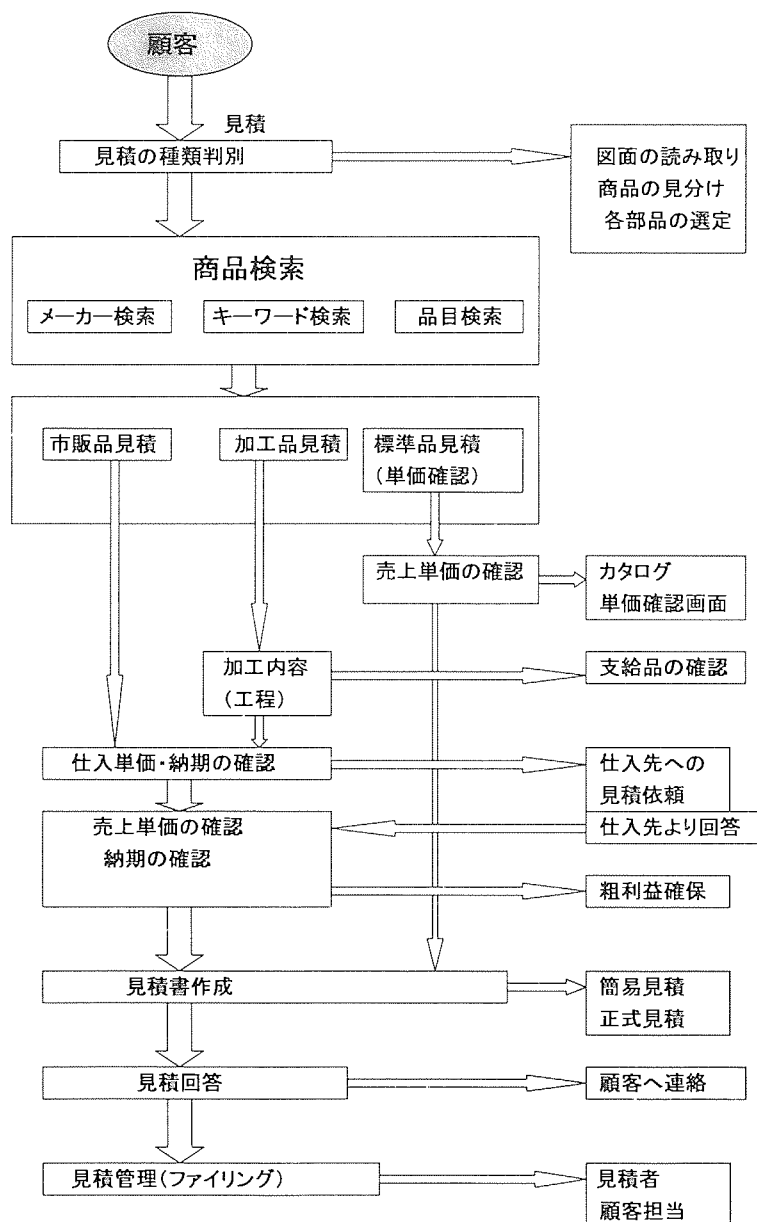 顧客
見積
見積の種類判別
図面の読み取り
商品の見分け
各部品の選定
商品検索
メーカー検索
キーワード検索
品目検索
市販品見積
加工品見積
標準品見積
(単価確認)
売上単価の確認
カタログ
単価確認画面
加工内容
(工程)
支給品の確認
仕入単価・納期の確認
仕入先への
見積依頼
売上単価の確認
納期の確認
仕入先より回答
粗利益確保
見積書作成
簡易見積
正式見積
見積回答
顧客へ連絡
見積管理(ファイリング)
見積者
顧客担当